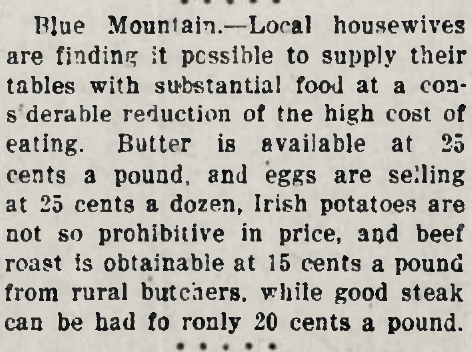 Blue Mountain.—Local housewives
are finding it possible to supply their
tables with substantial food at a con-
s derable reduction of the high cost of
eating. Butter is available at 25
cents a pound, and eggs are selling
at 25 cents a dozen, Irish potatoes are
not so prohibitive in price, and beef
roast is obtainable at 15 cents a pound
from rural butchers, while good steak
can be had fo ronly 20 cents a pound.